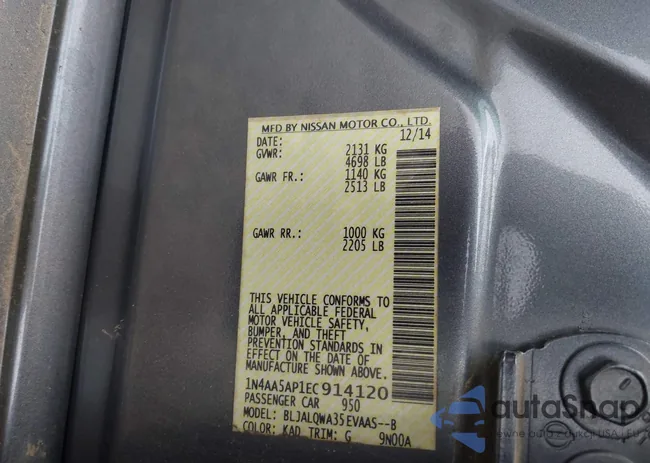 MFD BY NISSAN MOTOR CO., LTD.
DATE: 12/14
GVWR: 2131 KG
4698 LB
GAWR FR.: 1140 KG
2513 LB
GAWR RR.: 1000 KG
2205 LB
THIS VEHICLE CONFORMS TO
ALL APPLICABLE FEDERAL
MOTOR VEHICLE SAFETY,
BUMPER, AND THEFT
PREVENTION STANDARDS IN
EFFECT ON THE DATE OF
MANUFACTURE SHOWN ABOVE.
1N4AA5AP1EC914120
PASSENGER CAR 950
MODEL: BLJALQWA35EVAAS--B
COLOR: KAD TRIM: G 9N00A
autoSnap